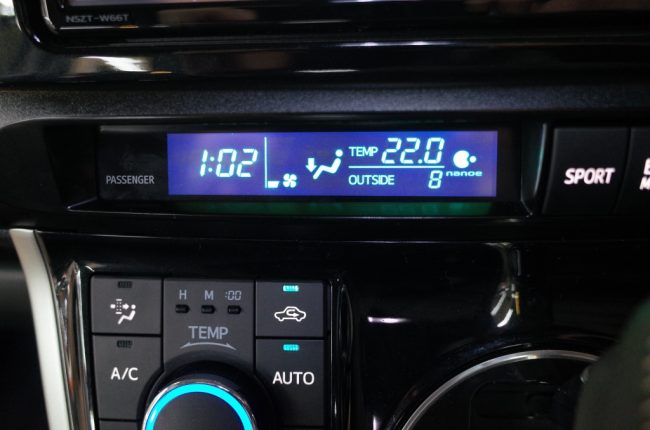 NSZT-W66T
PASSENGER
1:02
TEMP 22.0
OUTSIDE 8
nanoe
SPORT
H M :00
TEMP
A/C
AUTO